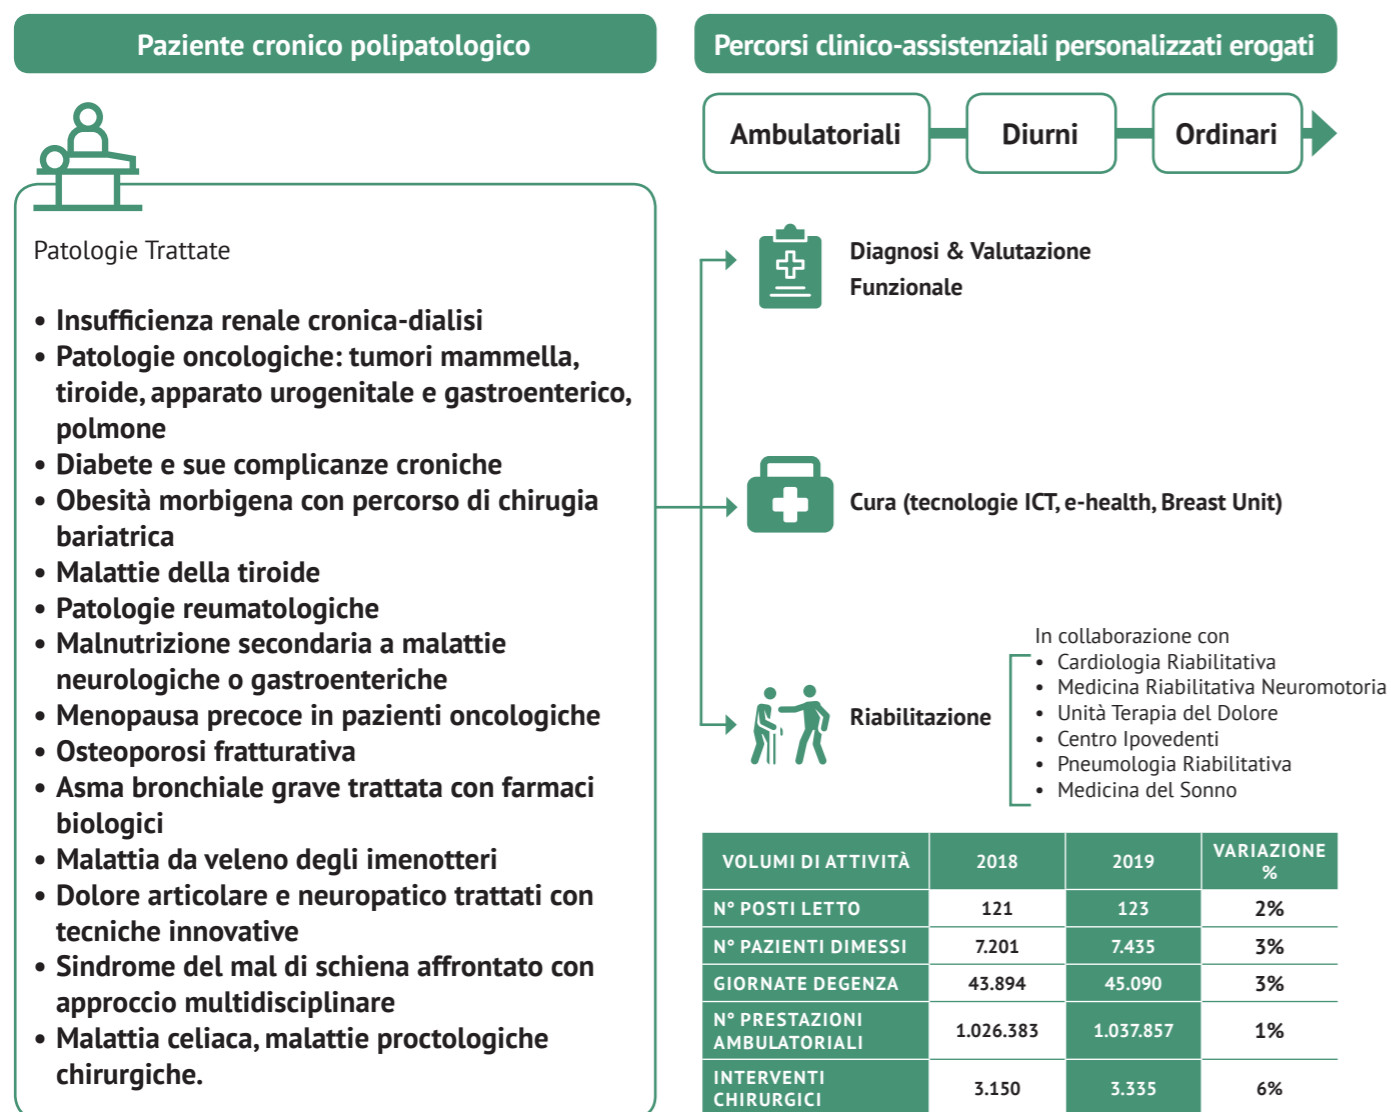 Paziente cronico polipatologico
Patologie Trattate
• Insufficienza renale cronica-dialisi
• Patologie oncologiche: tumori mammella,
tiroide, apparato urogenitale e gastroenterico,
polmone
• Diabete e sue complicanze croniche
• Obesità morbigena con percorso di chirugia
bariatrica
• Malattie della tiroide
• Patologie reumatologiche
• Malnutrizione secondaria a malattie
neurologiche o gastroenteriche
• Menopausa precoce in pazienti oncologiche
• Osteoporosi fratturativa
• Asma bronchiale grave trattata con farmaci
biologici
• Malattia da veleno degli imenotteri
• Dolore articolare e neuropatico trattati con
tecniche innovative
• Sindrome del mal di schiena affrontato con
approccio multidisciplinare
• Malattia celiaca, malattie proctologiche
chirurgiche.
Percorsi clinico-assistenziali personalizzati erogati
Ambulatoriali Diurni Ordinari
Diagnosi & Valutazione
Funzionale
Cura (tecnologie ICT, e-health, Breast Unit)
Riabilitazione
In collaborazione con
• Cardiologia Riabilitativa
• Medicina Riabilitativa Neuromotoria
• Unità Terapia del Dolore
• Centro Ipovedenti
• Pneumologia Riabilitativa
• Medicina del Sonno
VOLUMI DI ATTIVITÀ 2018 2019 VARIAZIONE
%
N° POSTI LETTO 121 123 2%
N° PAZIENTI DIMESSI 7.201 7.435 3%
GIORNATE DEGENZA 43.894 45.090 3%
N° PRESTAZIONI
AMBULATORIALI 1.026.383 1.037.857 1%
INTERVENTI
CHIRURGICI 3.150 3.335 6%